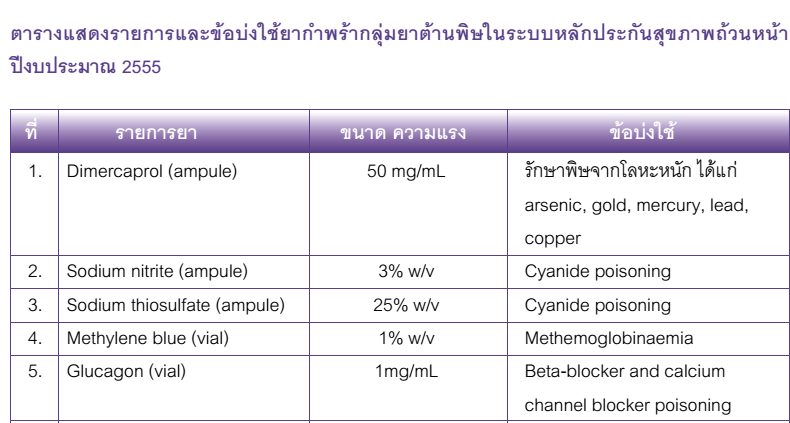 ตารางแสดงรายการและข้อบ่งใช้ยากำพร้ากลุ่มยาต้านพิษในระบบหลักประกันสุขภาพถ้วนหน้า
ปีงบประมาณ 2555
ที่ รายการยา ขนาด ความแรง ข้อบ่งใช้
1. Dimercaprol (ampule) 50 mg/mL รักษาพิษจากโลหะหนัก ได้แก่
arsenic, gold, mercury, lead,
copper
2. Sodium nitrite (ampule) 3% w/v Cyanide poisoning
3. Sodium thiosulfate (ampule) 25% w/v Cyanide poisoning
4. Methylene blue (vial) 1% w/v Methemoglobinaemia
5. Glucagon (vial) 1mg/mL Beta-blocker and calcium
channel blocker poisoning